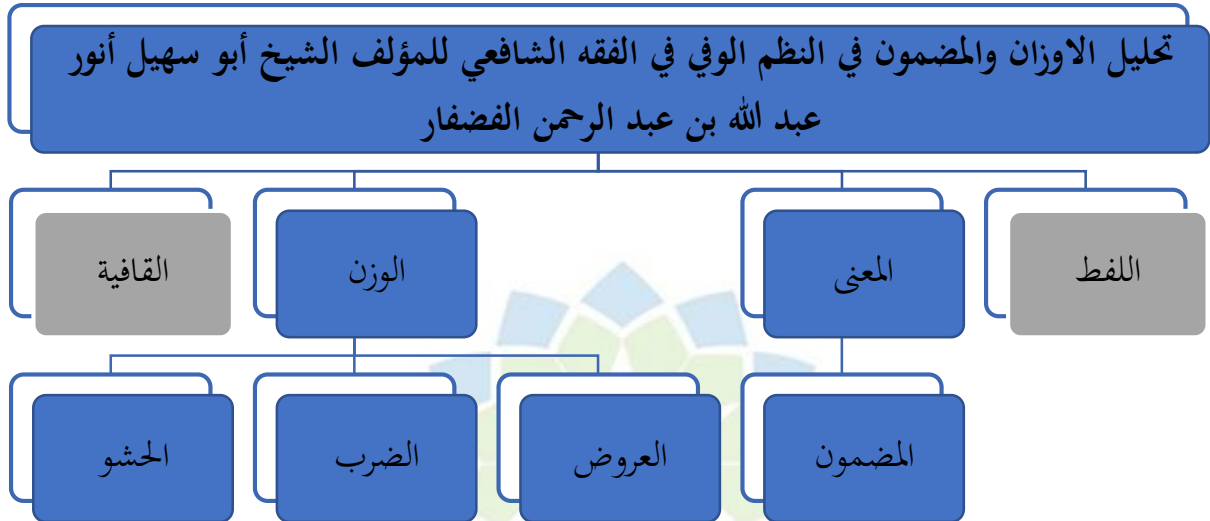 تحليل الاوزان والمضمون في النظم الوفي في الفقه الشافعي للمؤلف الشيخ أبو سهيل أنور
عبد الله بن عبد الرحمن الفضفار
اللفط
المعنى
الوزن
القافية
المضمون
العروض
الضرب
الحشو